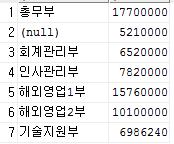 1 총무부 17700000
2 (null) 5210000
3 회계관리부 6520000
4 인사관리부 7820000
5 해외영업1부 15760000
6 해외영업2부 10100000
7 기술지원부 6986240